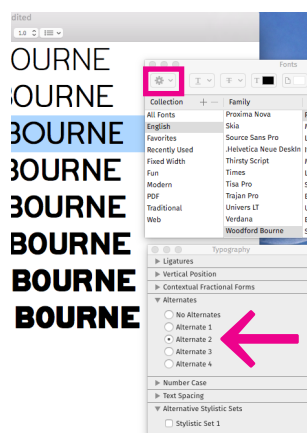 dited
1.0
OURNE
Fonts
BOURNE
T
T
T
Collection
Family
All Fonts
Proxima Nova
English
Skia
BOURNE
Favorites
Source Sans Pro
Recently Used
.Helvetica Neue DeskIn
Fixed Width
Thirsty Script
BOURNE
Fun
Times
Modern
Tisa Pro
PDF
Trajan Pro
BOURNE
Traditional
Univers LT
Web
Verdana
Woodford Bourne
BOURNE
Typography
Ligatures
BOURNE
Vertical Position
Contextual Fractional Forms
Alternates
BOURNE
No Alternates
Alternate 1
Alternate 2
Alternate 3
Alternate 4
Number Case
Text Spacing
Alternative Stylistic Sets
Stylistic Set 1